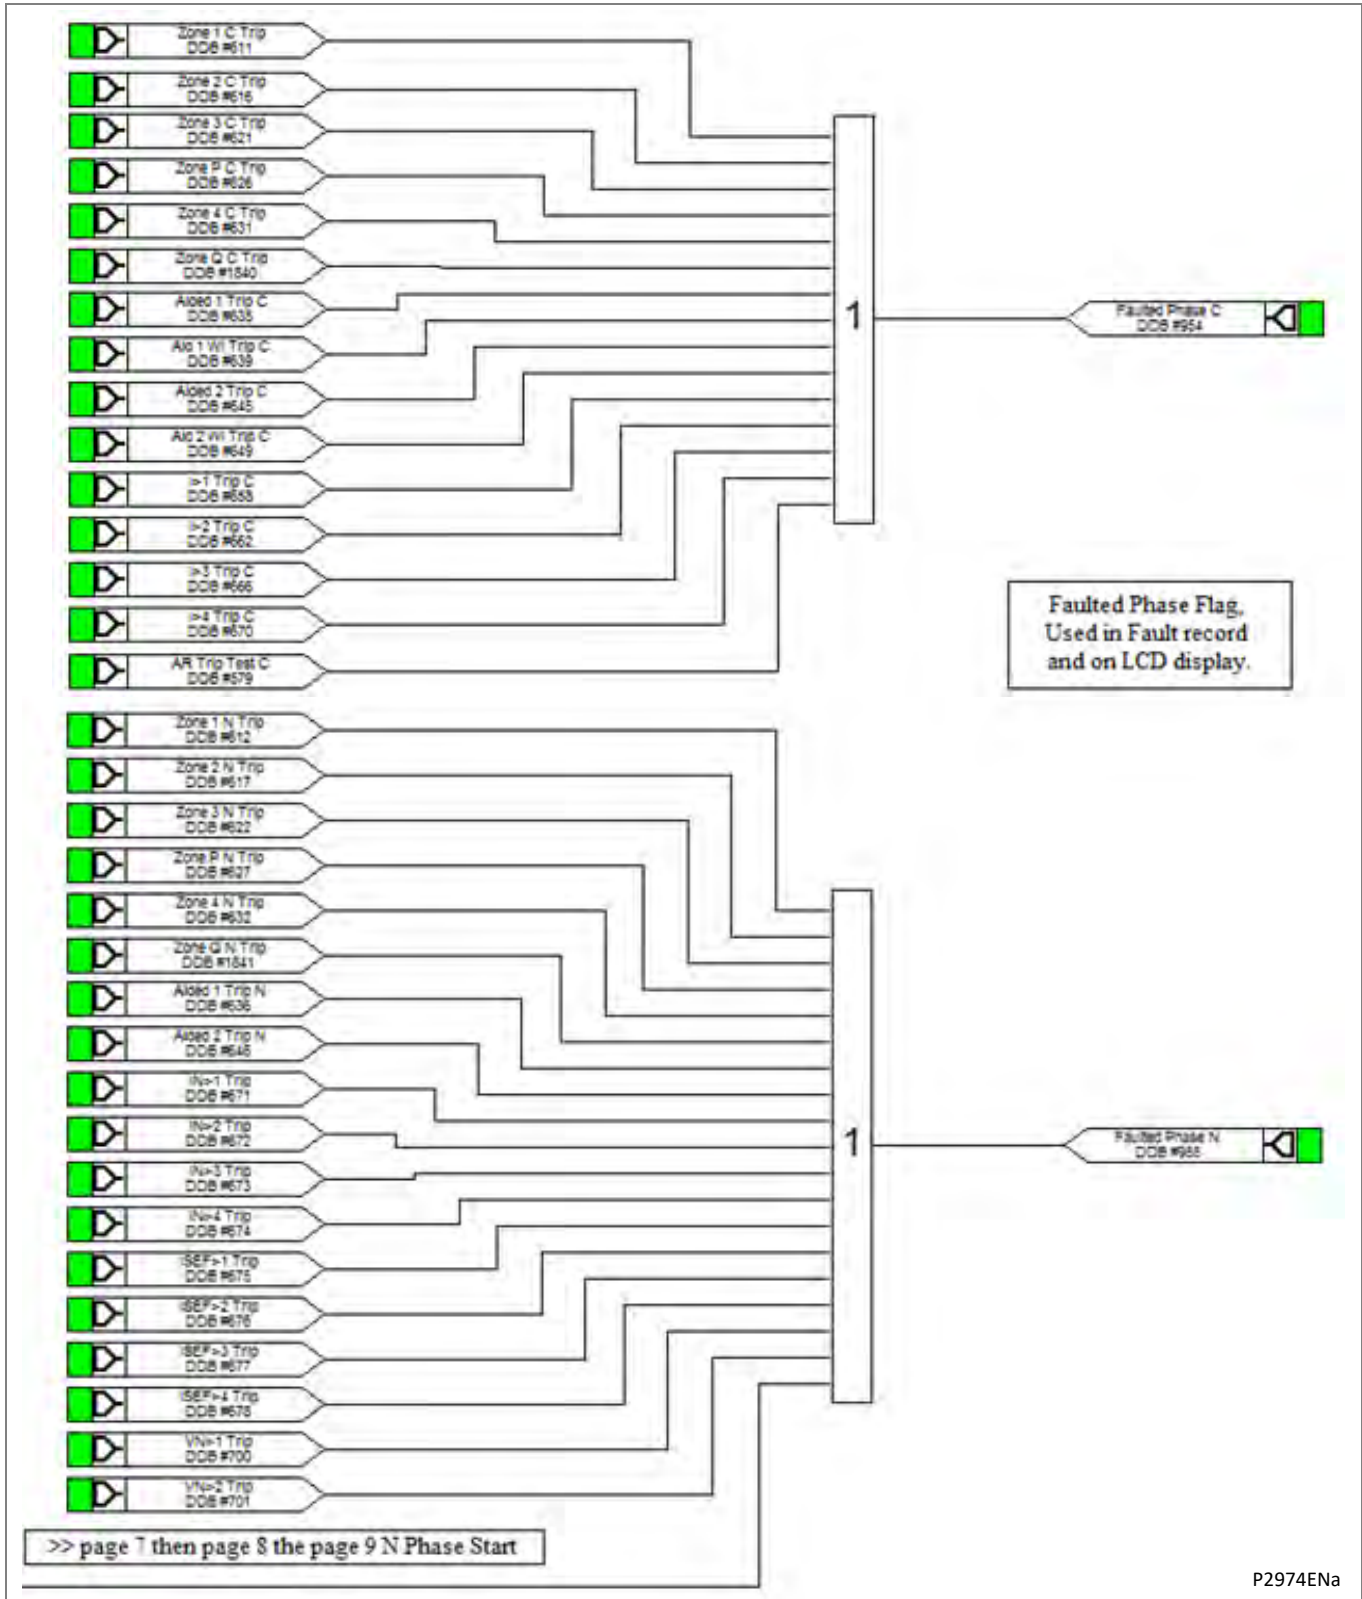 Zone 1 C Trip
DDB #611
Zone 2 C Trip
DDB #616
Zone 3 C Trip
DDB #621
Zone P C Trip
DDB #626
Zone 4 C Trip
DDB #631
Zone Q C Trip
DDB #1840
Aided 1 Trip C
DDB #635
Aid 1 WI Trip C
DDB #639
Aided 2 Trip C
DDB #645
Aid 2 WI Trip C
DDB #649
I>1 Trip C
DDB #658
I>2 Trip C
DDB #662
I>3 Trip C
DDB #666
I>4 Trip C
DDB #670
AR Trip Test C
DDB #579
1
Faulted Phase C
DDB #954
Faulted Phase Flag,
Used in Fault record
and on LCD display.
Zone 1 N Trip
DDB #612
Zone 2 N Trip
DDB #617
Zone 3 N Trip
DDB #622
Zone P N Trip
DDB #627
Zone 4 N Trip
DDB #632
Zone Q N Trip
DDB #1841
Aided 1 Trip N
DDB #636
Aided 2 Trip N
DDB #646
IN>1 Trip
DDB #671
IN>2 Trip
DDB #672
IN>3 Trip
DDB #673
IN>4 Trip
DDB #674
ISEF>1 Trip
DDB #675
ISEF>2 Trip
DDB #676
ISEF>3 Trip
DDB #677
ISEF>4 Trip
DDB #678
VN>1 Trip
DDB #700
VN>2 Trip
DDB #701
1
Faulted Phase N
DDB
>> page 7 then page 8 the page 9 N Phase Start
P2974ENa